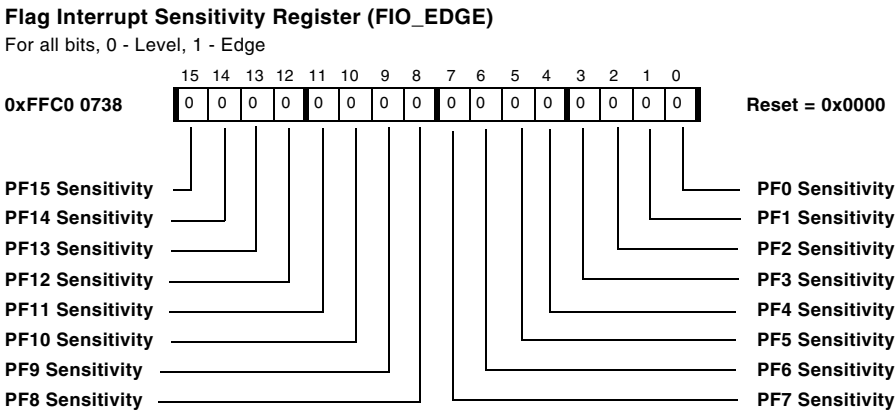 Flag Interrupt Sensitivity Register (FIO_EDGE)
For all bits, 0 - Level, 1 - Edge
15 14 13 12 11 10 9 8 7 6 5 4 3 2 1 0
0xFFC0 0738 0 0 0 0 0 0 0 0 0 0 0 0 0 0 0 0 Reset = 0x0000
PF15 Sensitivity PF0 Sensitivity
PF14 Sensitivity PF1 Sensitivity
PF13 Sensitivity PF2 Sensitivity
PF12 Sensitivity PF3 Sensitivity
PF11 Sensitivity PF4 Sensitivity
PF10 Sensitivity PF5 Sensitivity
PF9 Sensitivity PF6 Sensitivity
PF8 Sensitivity PF7 Sensitivity